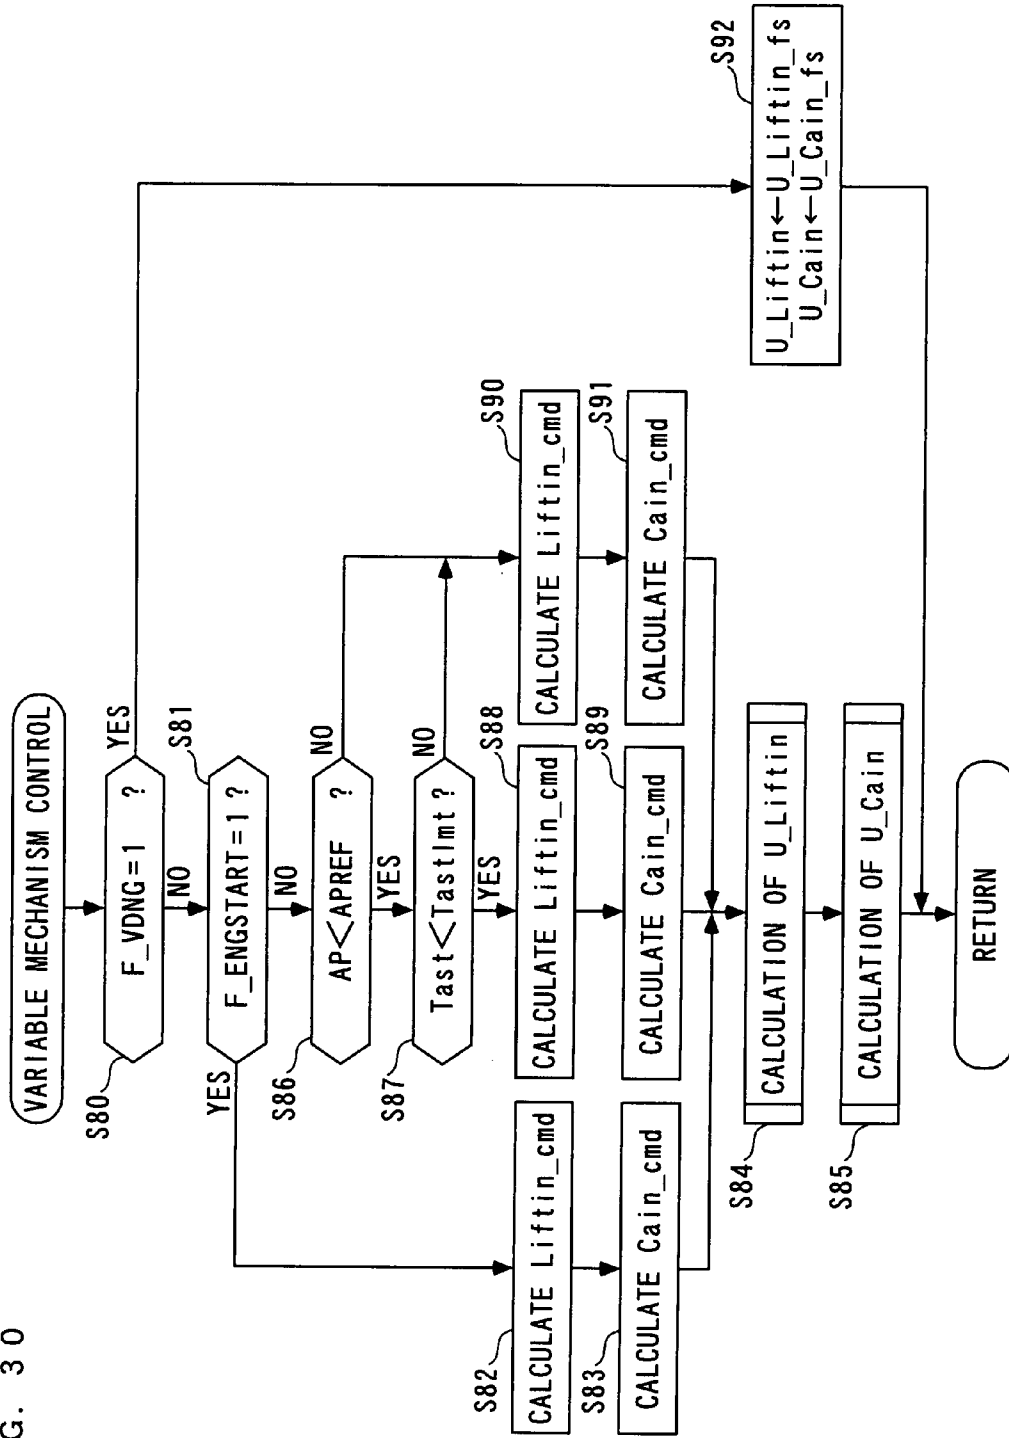 G. 30
VARIABLE MECHANISM CONTROL
S80
F_VDNG=1 ?
YES
NO
S81
F_ENGSTART=1 ?
YES
NO
S86
AP<APREF ?
NO
YES
S87
Tast<Tastlmt ?
NO
YES
S82
CALCULATE Liftin_cmd
S83
CALCULATE Cain_cmd
S88
CALCULATE Liftin_cmd
S89
CALCULATE Cain_cmd
S90
CALCULATE Liftin_cmd
S91
CALCULATE Cain_cmd
S92
U_Liftin←U_Liftin_fs
U_Cain←U_Cain_fs
S84
CALCULATION OF U_Liftin
S85
CALCULATION OF U_Cain
RETURN